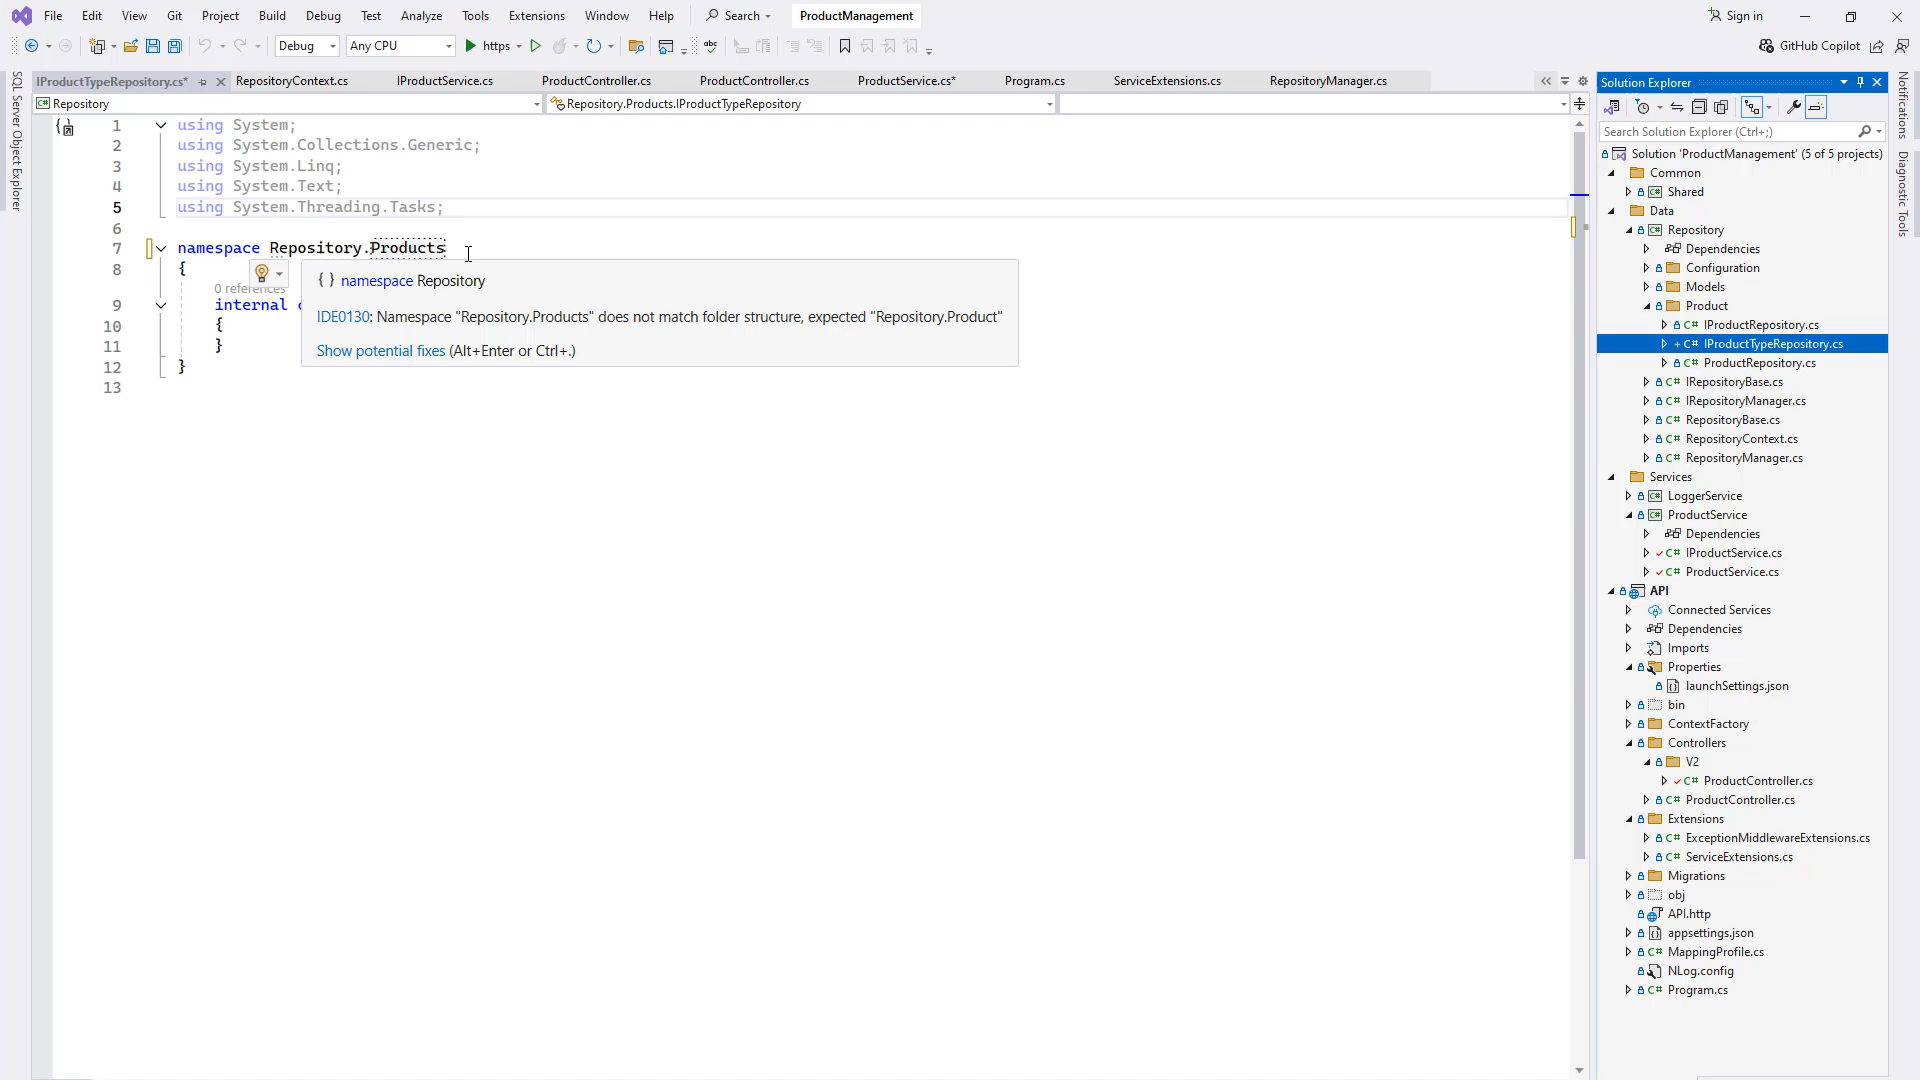 File Edit View Git Project Build Debug Test Analyze Tools Extensions Window Help Search ProductManagement Sign in
Debug Any CPU https GitHub Copilot
IProductTypeRepository.cs* RepositoryContext.cs IProductService.cs ProductController.cs ProductController.cs ProductService.cs* Program.cs ServiceExtensions.cs RepositoryManager.cs
Repository Repository.Products.IProductTypeRepository
SQL Server Object Explorer
1 using System;
2 using System.Collections.Generic;
3 using System.Linq;
4 using System.Text;
5 using System.Threading.Tasks;
6
7 namespace Repository.Products
8 {
0 references
9 internal
10 {
11 }
12 }
13
{ } namespace Repository
IDE0130: Namespace "Repository.Products" does not match folder structure, expected "Repository.Product"
Show potential fixes (Alt+Enter or Ctrl+.)
Solution Explorer
Search Solution Explorer (Ctrl+;)
Solution 'ProductManagement' (5 of 5 projects)
Common
Shared
Data
Repository
Dependencies
Configuration
Models
Product
IProductRepository.cs
IProductTypeRepository.cs
ProductRepository.cs
IRepositoryBase.cs
IRepositoryManager.cs
RepositoryBase.cs
RepositoryContext.cs
RepositoryManager.cs
Services
LoggerService
ProductService
Dependencies
IProductService.cs
ProductService.cs
API
Connected Services
Dependencies
Imports
Properties
launchSettings.json
bin
ContextFactory
Controllers
V2
ProductController.cs
ProductController.cs
Extensions
ExceptionMiddlewareExtensions.cs
ServiceExtensions.cs
Migrations
obj
API.http
appsettings.json
MappingProfile.cs
NLog.config
Program.cs
Notifications
Diagnostic Tools